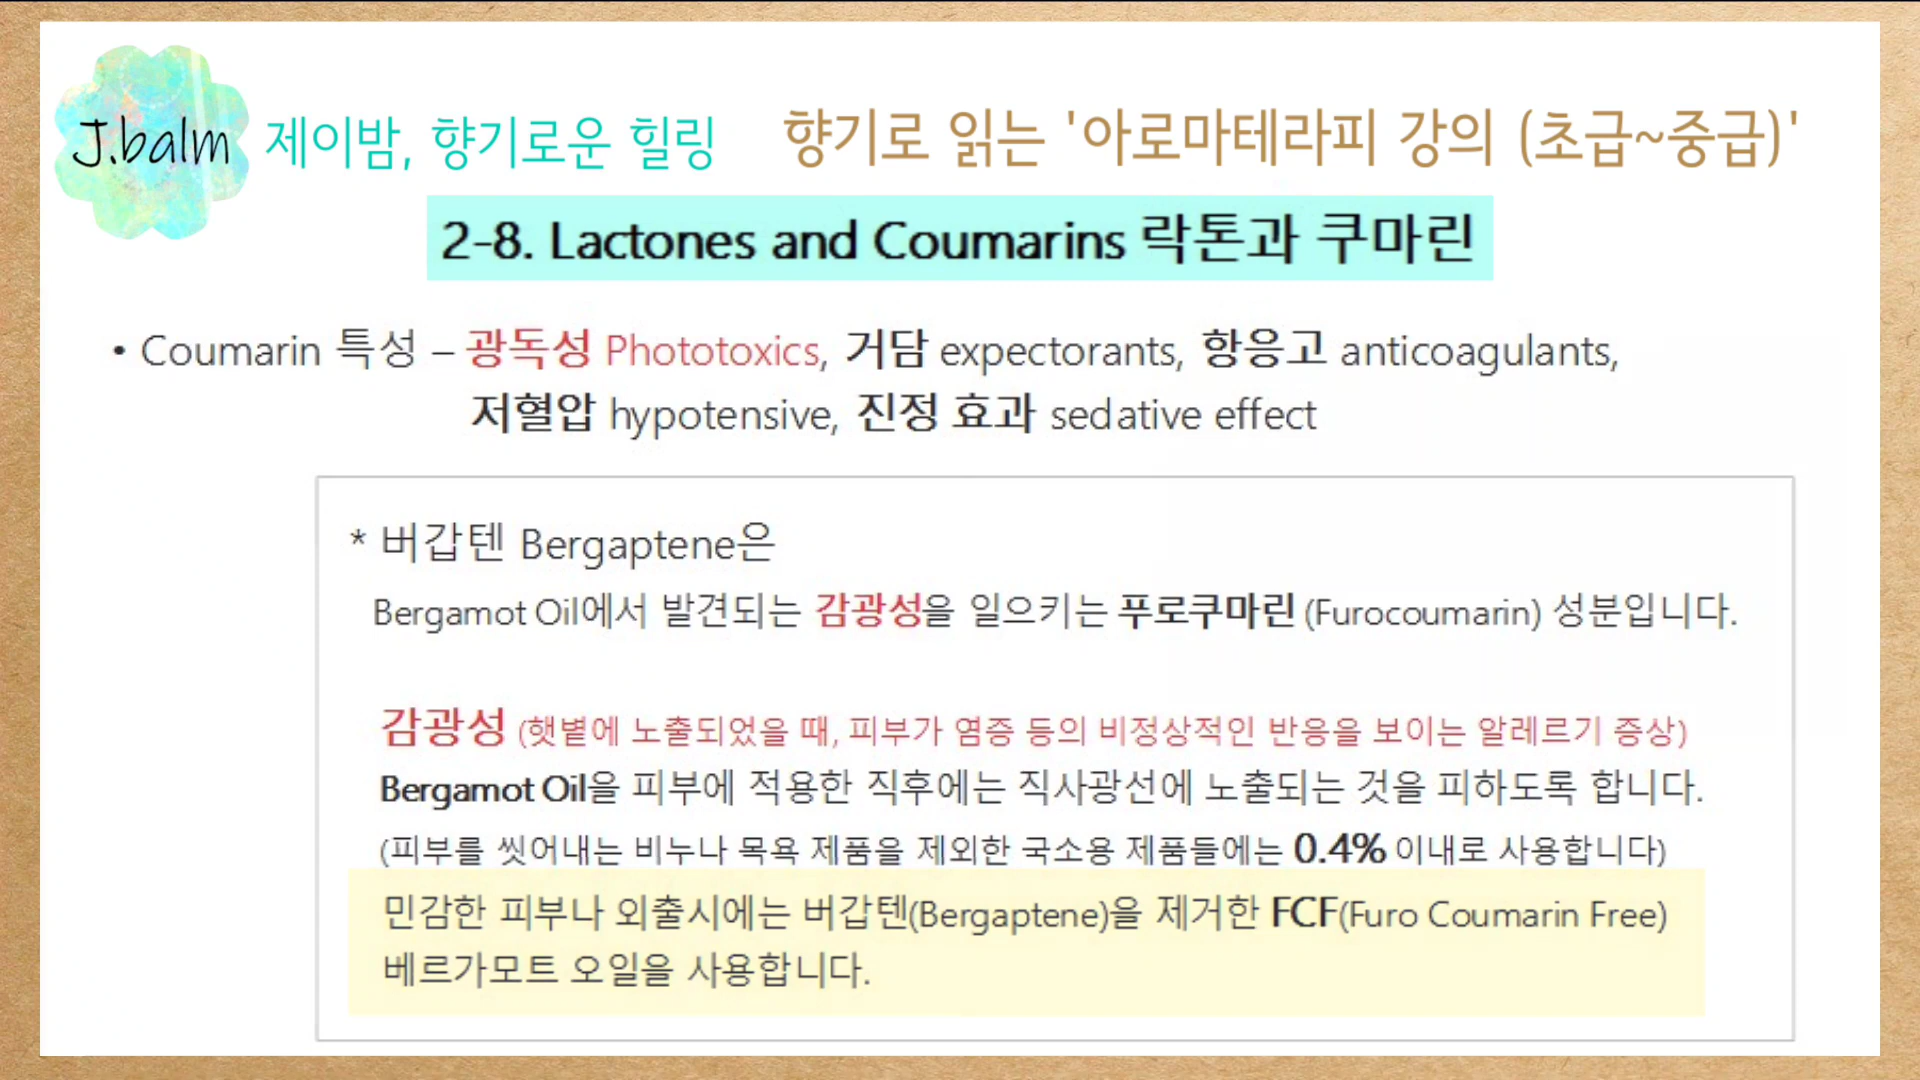 J.balm 제이밤, 향기로운 힐링 향기로 읽는 '아로마테라피 강의 (초급~중급)'
2-8. Lactones and Coumarins 락톤과 쿠마린
• Coumarin 특성 – 광독성 Phototoxics, 거담 expectorants, 항응고 anticoagulants,
저혈압 hypotensive, 진정 효과 sedative effect
* 버갑텐 Bergaptene은
Bergamot Oil에서 발견되는 감광성을 일으키는 푸로쿠마린 (Furocoumarin) 성분입니다.
감광성 (햇볕에 노출되었을 때, 피부가 염증 등의 비정상적인 반응을 보이는 알레르기 증상)
Bergamot Oil을 피부에 적용한 직후에는 직사광선에 노출되는 것을 피하도록 합니다.
(피부를 씻어내는 비누나 목욕 제품을 제외한 국소용 제품들에는 0.4% 이내로 사용합니다)
민감한 피부나 외출시에는 버갑텐(Bergaptene)을 제거한 FCF(Furo Coumarin Free)
베르가모트 오일을 사용합니다.